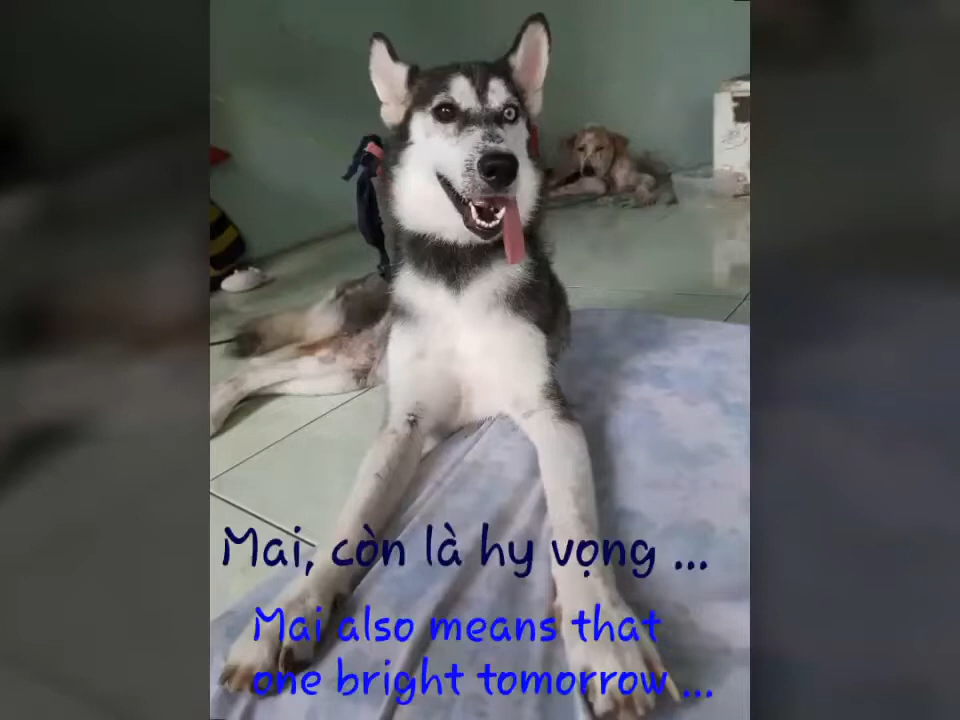 Mai, còn là hy vọng ...
Mai also means that
one bright tomorrow ...